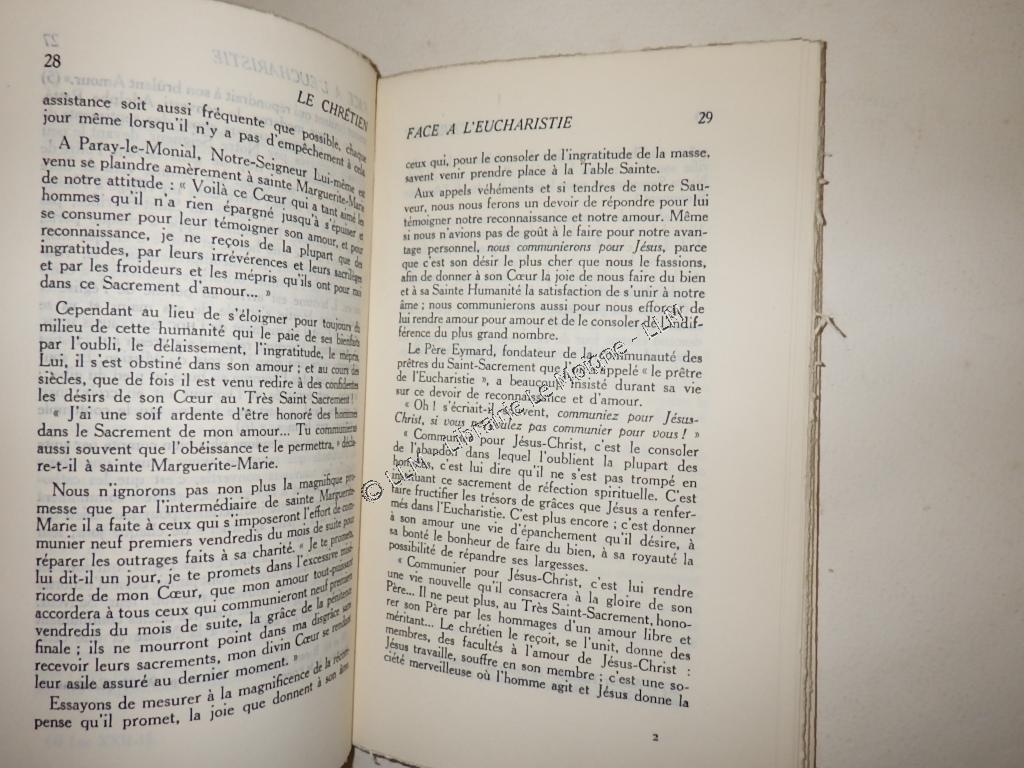 28
LE CHRÉTIEN
assistance soit aussi fréquente que possible, chaque
jour même lorsqu'il n'y a pas d'empêchement à cela.
A Paray-le-Monial, Notre-Seigneur Lui-même est
venu se plaindre amèrement à sainte Marguerite-Marie
de notre attitude : « Voilà ce Cœur qui a tant aimé les
hommes qu'il n'a rien épargné jusqu'à s'épuiser et
se consumer pour leur témoigner son amour, et pour
reconnaissance, je ne reçois de la plupart que des
ingratitudes, par leurs irrévérences et leurs sacrilèges
et par les froideurs et les mépris qu'ils ont pour moi
dans ce Sacrement d'amour... »
Cependant au lieu de s'éloigner pour toujours du
milieu de cette humanité qui le paie de ses bienfaits
par l'oubli, le délaissement, l'ingratitude, le mépris,
Lui, il s'est obstiné dans son amour ; et au cours des
siècles, que de fois il est venu redire à des confidentes
les désirs de son Cœur au Très Saint Sacrement !
« J'ai une soif ardente d'être honoré des hommes
dans le Sacrement de mon amour... Tu communieras
aussi souvent que l'obéissance te le permettra, » décla-
re-t-il à sainte Marguerite-Marie.
Nous n'ignorons pas non plus la magnifique pro-
messe que par l'intermédiaire de sainte Marguerite-
Marie il a faite à ceux qui s'imposeront l'effort de com-
munier neuf premiers vendredis du mois de suite pour
réparer les outrages faits à sa charité. « Je te promets,
lui dit-il un jour, je te promets dans l'excessive misé-
ricorde de mon Cœur, que mon amour tout-puissant
accordera à tous ceux qui communieront neuf premiers
vendredis du mois de suite, la grâce de la pénitence
finale ; ils ne mourront point dans ma disgrâce sans
recevoir leurs sacrements, mon divin Cœur se rendant
leur asile assuré au dernier moment. »
Essayons de mesurer à la magnificence de la récom-
pense qu'il promet, la joie que donnent à son âme
FACE A L'EUCHARISTIE
29
ceux qui, pour le consoler de l'ingratitude de la masse,
savent venir prendre place à la Table Sainte.
Aux appels véhéments et si tendres de notre Sau-
veur, nous nous ferons un devoir de répondre pour lui
témoigner notre reconnaissance et notre amour. Même
si nous n'avions pas de goût à le faire pour notre avan-
tage personnel, nous communierons pour Jésus, parce
que c'est son désir le plus cher que nous le fassions,
afin de donner à son Cœur la joie de nous faire du bien
et à sa Sainte Humanité la satisfaction de s'unir à notre
âme ; nous communierons aussi pour nous efforcer de
lui rendre amour pour amour et de le consoler de l'indif-
férence du plus grand nombre.
Le Père Eymard, fondateur de la communauté des
prêtres du Saint-Sacrement que l'on a appelé « le prêtre
de l'Eucharistie », a beaucoup insisté durant sa vie
sur ce devoir de reconnaissance et d'amour.
« Oh ! s'écriait-il souvent, communiez pour Jésus-
Christ, si vous ne voulez pas communier pour vous ! »
« Communier pour Jésus-Christ, c'est le consoler
de l'abandon dans lequel l'oublient la plupart des
hommes, c'est lui dire qu'il ne s'est pas trompé en
instituant ce sacrement de réfection spirituelle. C'est
faire fructifier les trésors de grâces que Jésus a renfer-
més dans l'Eucharistie. C'est plus encore ; c'est donner
à son amour une vie d'épanchement qu'il désire, à
sa bonté le bonheur de faire du bien, à sa royauté la
possibilité de répandre ses largesses.
« Communier pour Jésus-Christ, c'est lui rendre
une vie nouvelle qu'il consacrera à la gloire de son
Père... Il ne peut plus, au Très Saint-Sacrement, hono-
rer son Père par les hommages d'un amour libre et
méritant... Le chrétien le reçoit, se l'unit, donne des
membres, des facultés à l'amour de Jésus-Christ :
Jésus travaille, souffre en son membre ; c'est une so-
ciété merveilleuse où l'homme agit et Jésus donne la
2